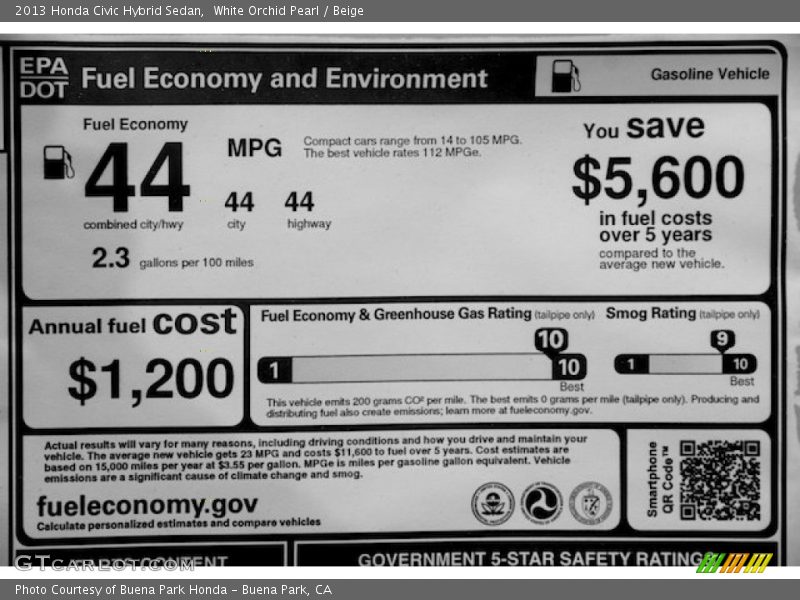 2013 Honda Civic Hybrid Sedan,  White Orchid Pearl / Beige
EPA
DOT
Fuel Economy and Environment
Gasoline Vehicle
Fuel Economy
44
MPG
combined city/hwy
44
city
44
highway
2.3 gallons per 100 miles
Compact cars range from 14 to 105 MPG.
The best vehicle rates 112 MPGe.
You save
$5,600
in fuel costs
over 5 years
compared to the
average new vehicle.
Annual fuel cost
$1,200
Fuel Economy & Greenhouse Gas Rating (tailpipe only)
10
1
10
Best
Smog Rating (tailpipe only)
9
1
10
Best
This vehicle emits 200 grams CO² per mile. The best emits 0 grams per mile (tailpipe only). Producing and
distributing fuel also create emissions; learn more at fueleconomy.gov.
Actual results will vary for many reasons, including driving conditions and how you drive and maintain your
vehicle. The average new vehicle gets 23 MPG and costs $11,600 to fuel over 5 years. Cost estimates are
based on 15,000 miles per year at $3.55 per gallon. MPGe is miles per gasoline gallon equivalent. Vehicle
emissions are a significant cause of climate change and smog.
fueleconomy.gov
Calculate personalized estimates and compare vehicles
Smartphone
QR Code™
GTcarlot.com
CONTENT
GOVERNMENT 5-STAR SAFETY RATINGS
Photo Courtesy of Buena Park Honda - Buena Park, CA